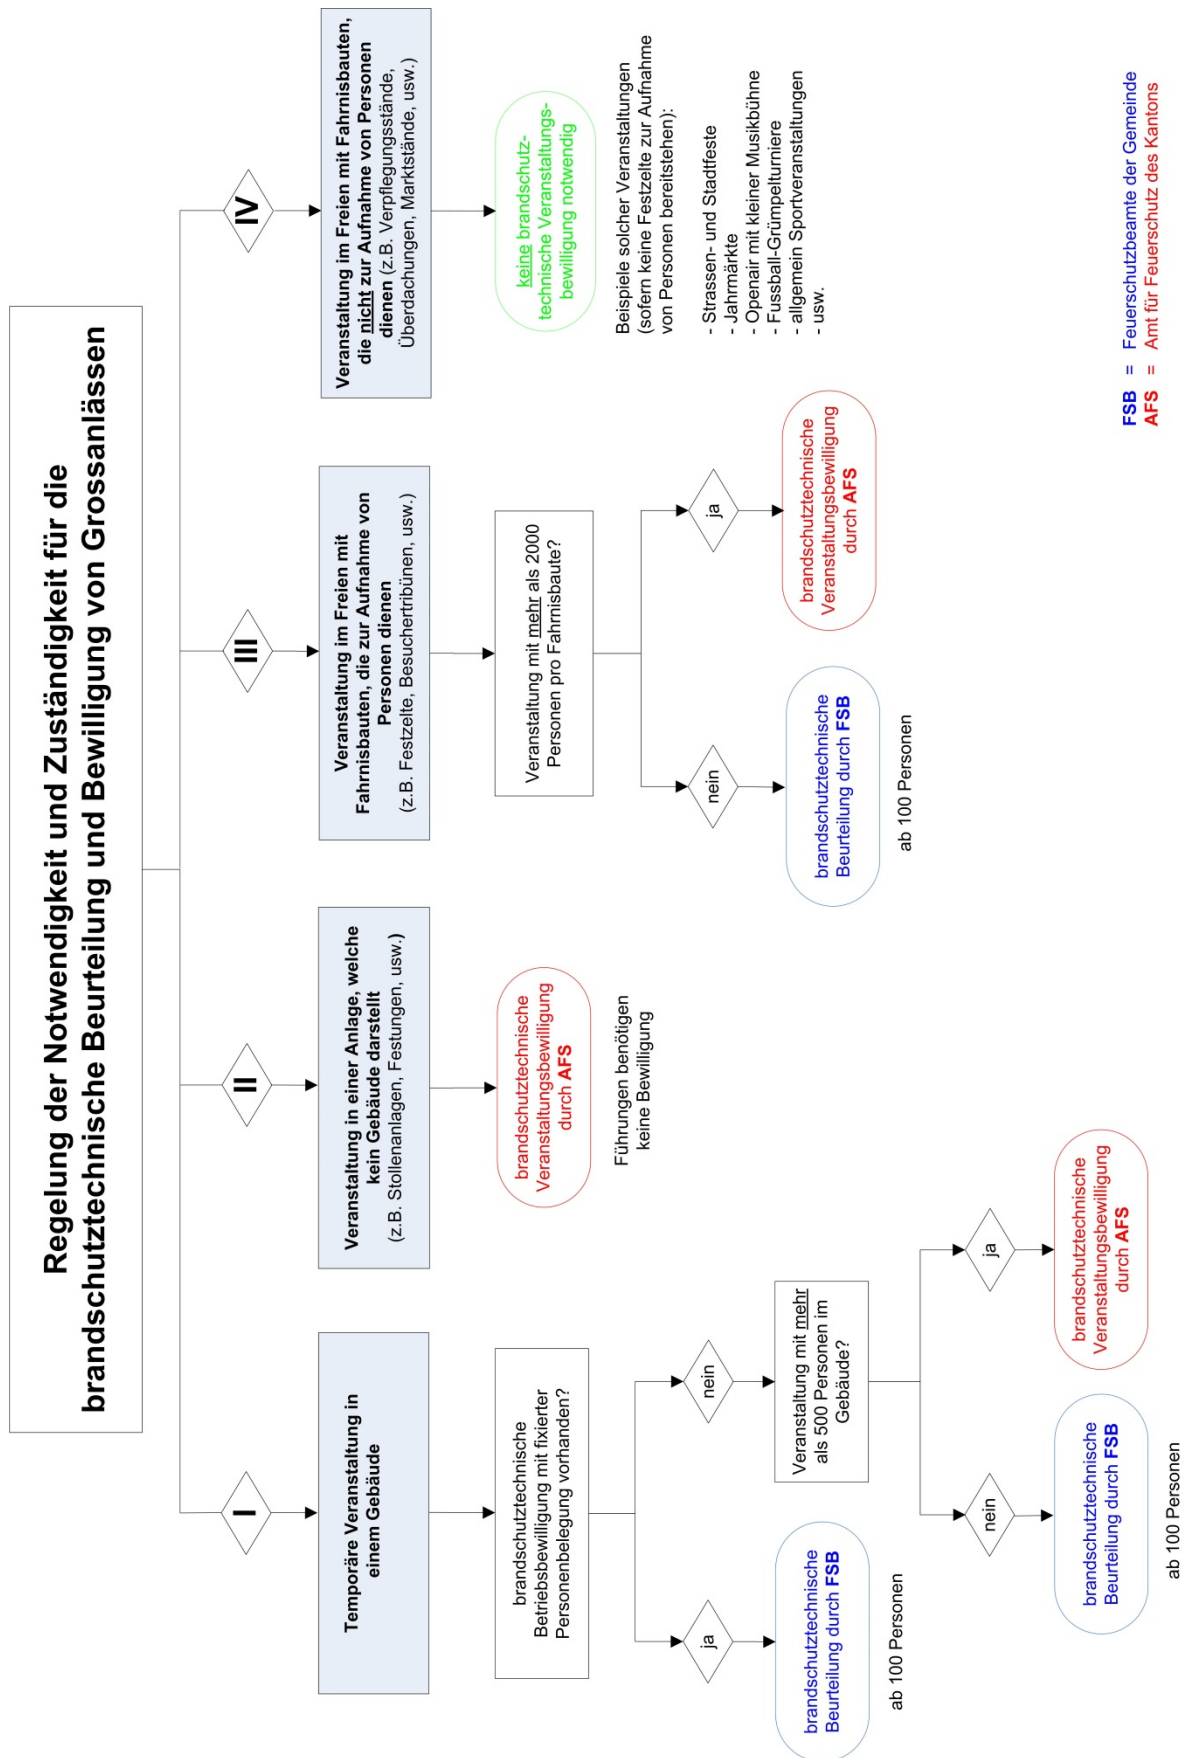 Regelung der Notwendigkeit und Zuständigkeit für die
brandschutztechnische Beurteilung und Bewilligung von Grossanlässen
I
Temporäre Veranstaltung in
einem Gebäude
brandschutztechnische
Betriebsbewilligung mit fixierter
Personenbelegung vorhanden?
ja
brandschutztechnische
Beurteilung durch FSB
ab 100 Personen
nein
Veranstaltung mit mehr
als 500 Personen im
Gebäude?
nein
brandschutztechnische
Beurteilung durch FSB
ab 100 Personen
ja
brandschutztechnische
Veranstaltungsbewilligung
durch AFS
II
Veranstaltung in einer Anlage, welche
kein Gebäude darstellt
(z.B. Stollenanlagen, Festungen, usw.)
brandschutztechnische
Veranstaltungsbewilligung
durch AFS
Führungen benötigen
keine Bewilligung
III
Veranstaltung im Freien mit
Fahrnisbauten, die zur Aufnahme von
Personen dienen
(z.B. Festzelte, Besuchertribünen, usw.)
Veranstaltung mit mehr als 2000
Personen pro Fahrnisbaute?
nein
brandschutztechnische
Beurteilung durch FSB
ab 100 Personen
ja
brandschutztechnische
Veranstaltungsbewilligung
durch AFS
IV
Veranstaltung im Freien mit Fahrnisbauten,
die nicht zur Aufnahme von Personen
dienen (z.B. Verpflegungsstände,
Überdachungen, Marktstände, usw.)
keine brandschutz-
technische Veranstaltungs-
bewilligung notwendig
Beispiele solcher Veranstaltungen
(sofern keine Festzelte zur Aufnahme
von Personen bereitstehen):
- Strassen- und Stadtfeste
- Jahrmärkte
- Openair mit kleiner Musikbühne
- Fussball-Grümpelturniere
- allgemein Sportveranstaltungen
- usw.
FSB = Feuerschutzbeamte der Gemeinde
AFS = Amt für Feuerschutz des Kantons